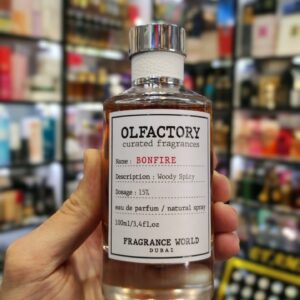 OLFACTORY
curated fragrances
Name : BONFIRE
Description : Woody Spicy
Dosage : 15%
eau de parfum / natural spray
100ml/3.4fl.oz
FRAGRANCE WORLD
DUBAI